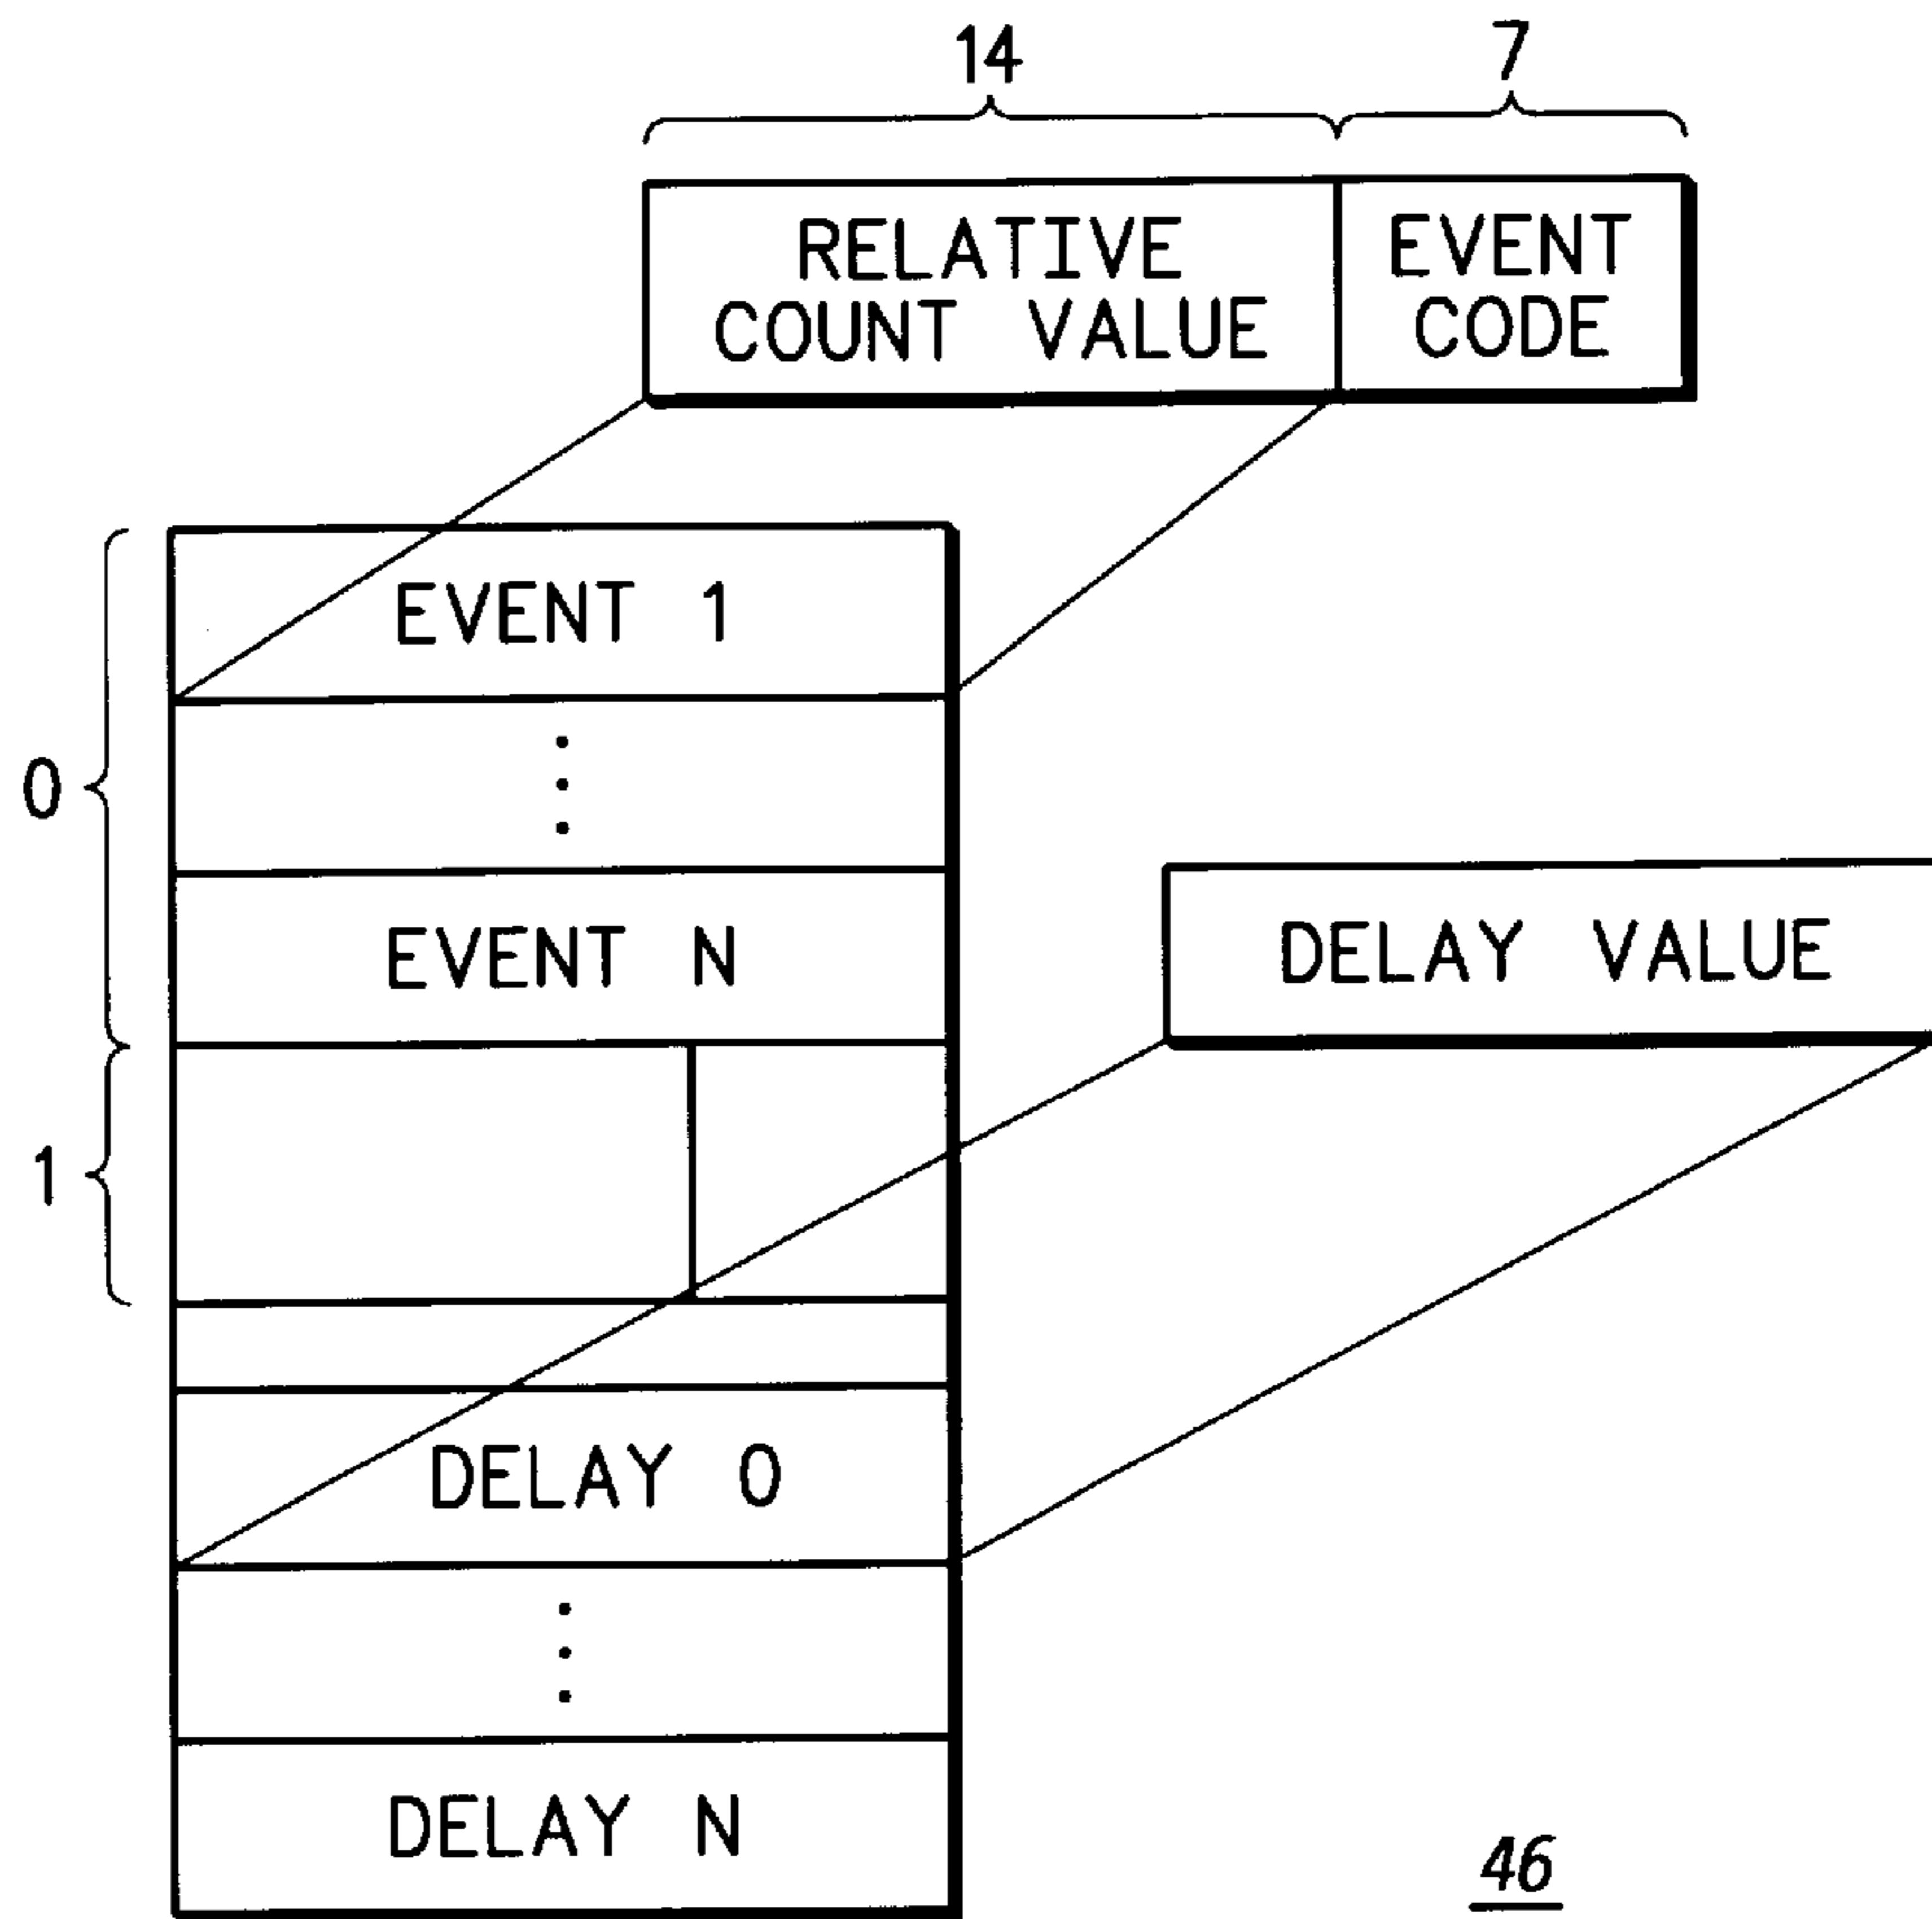 14 7
RELATIVE
COUNT VALUE
EVENT
CODE
EVENT 1
0
EVENT N
DELAY VALUE
1
DELAY 0
DELAY N
46